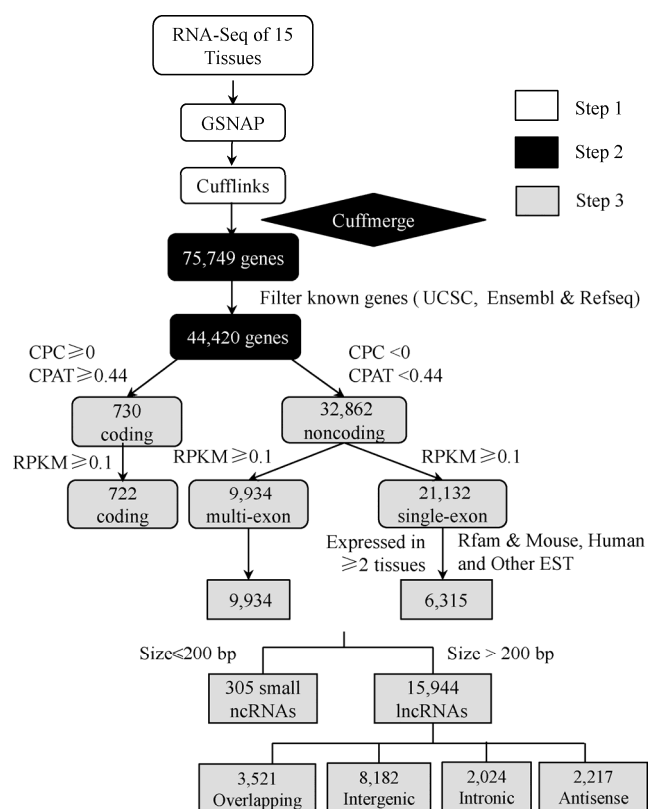 RNA-Seq of 15
Tissues
GSNAP
Cufflinks
Step 1
Step 2
Step 3
Cuffmerge
75,749 genes
Filter known genes ( UCSC, Ensembl & Refseq)
44,420 genes
CPC≥0
CPAT≥0.44
CPC <0
CPAT <0.44
730
coding
32,862
noncoding
RPKM≥0.1
RPKM≥0.1
RPKM≥0.1
722
coding
9,934
multi-exon
21,132
single-exon
Expressed in
≥2 tissues
Rfam & Mouse, Human
and Other EST
9,934
6,315
Size≤200 bp
Size > 200 bp
305 small
ncRNAs
15,944
lncRNAs
3,521
Overlapping
8,182
Intergenic
2,024
Intronic
2,217
Antisense